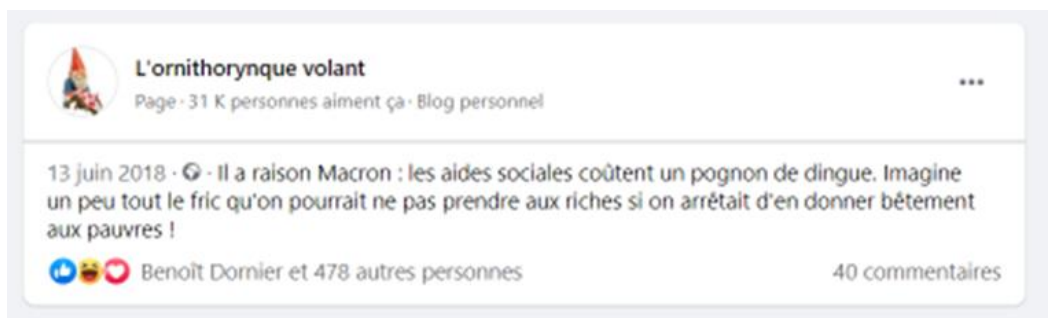 L'ornithorynque volant
Page · 31 K personnes aiment ça · Blog personnel
13 juin 2018 · · Il a raison Macron : les aides sociales coûtent un pognon de dingue. Imagine
un peu tout le fric qu'on pourrait ne pas prendre aux riches si on arrêtait d'en donner bêtement
aux pauvres !
Benoît Dornier et 478 autres personnes
40 commentaires